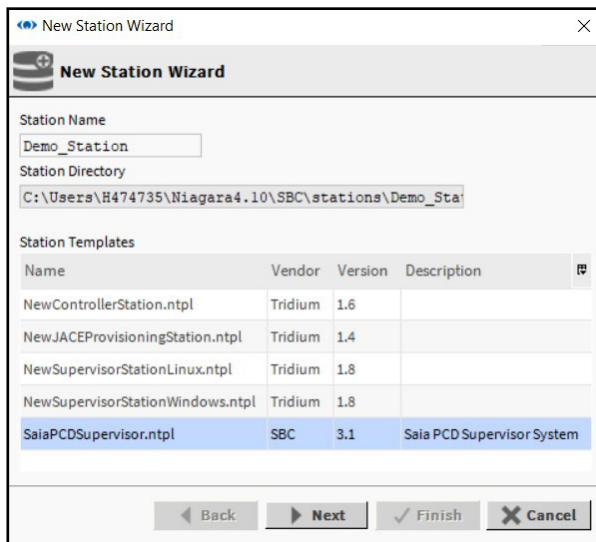 New Station Wizard
New Station Wizard
Station Name
Demo_Station
Station Directory
C:\Users\H474735\Niagara4.10\SBC\stations\Demo_Sta
Station Templates
Name Vendor Version Description
NewControllerStation.ntpl Tridium 1.6
NewJACEProvisioningStation.ntpl Tridium 1.4
NewSupervisorStationLinux.ntpl Tridium 1.8
NewSupervisorStationWindows.ntpl Tridium 1.8
SaiaPCDSupervisor.ntpl SBC 3.1 Saia PCD Supervisor System
Back Next Finish Cancel